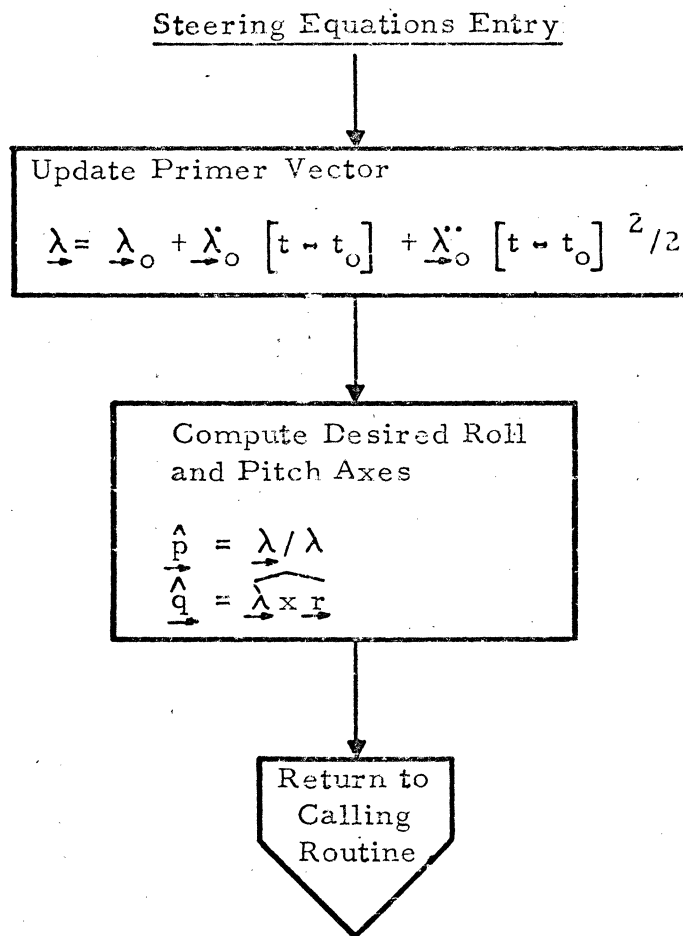 Steering Equations Entry
Update Primer Vector
λ = λ₀ + λ̇₀ [t - t₀] + λ̈₀ [t - t₀]²/2
Compute Desired Roll
and Pitch Axes
p̂ = λ / λ
q̂ = λ x r
Return to
Calling
Routine